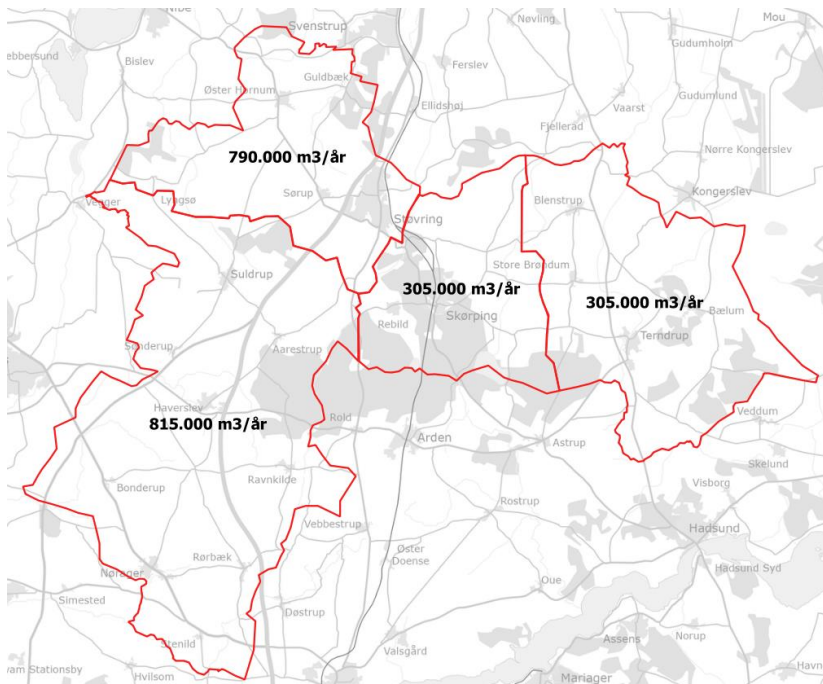 Nibe
Svenstrup
Nøvling
Mou
ebbersund
Bislev
Guldbæk
Ferslev
Gudumholm
Øster Hornum
Ellidshøj
Vaarst
Gudumlund
Fjellerad
790.000 m3/år
Nørre Kongerslev
Vegger
Lyngsø
Sørup
Støvring
Blenstrup
Kongerslev
Suldrup
Store Brøndum
305.000 m3/år
305.000 m3/år
Rebild
Skørping
Bælum
Sønderup
Aarestrup
Terndrup
Haverslev
815.000 m3/år
Rold
Arden
Astrup
Veddum
Skelund
Bonderup
Ravnkilde
Visborg
Rostrup
Vebbestrup
Hadsund
Nørager
Rørbæk
Øster
Doense
Hadsund Syd
Oue
Simested
Døstrup
Stenild
Valsgård
Assens
Norup
vam Stationsby
Hvilsom
Mariager
Havn